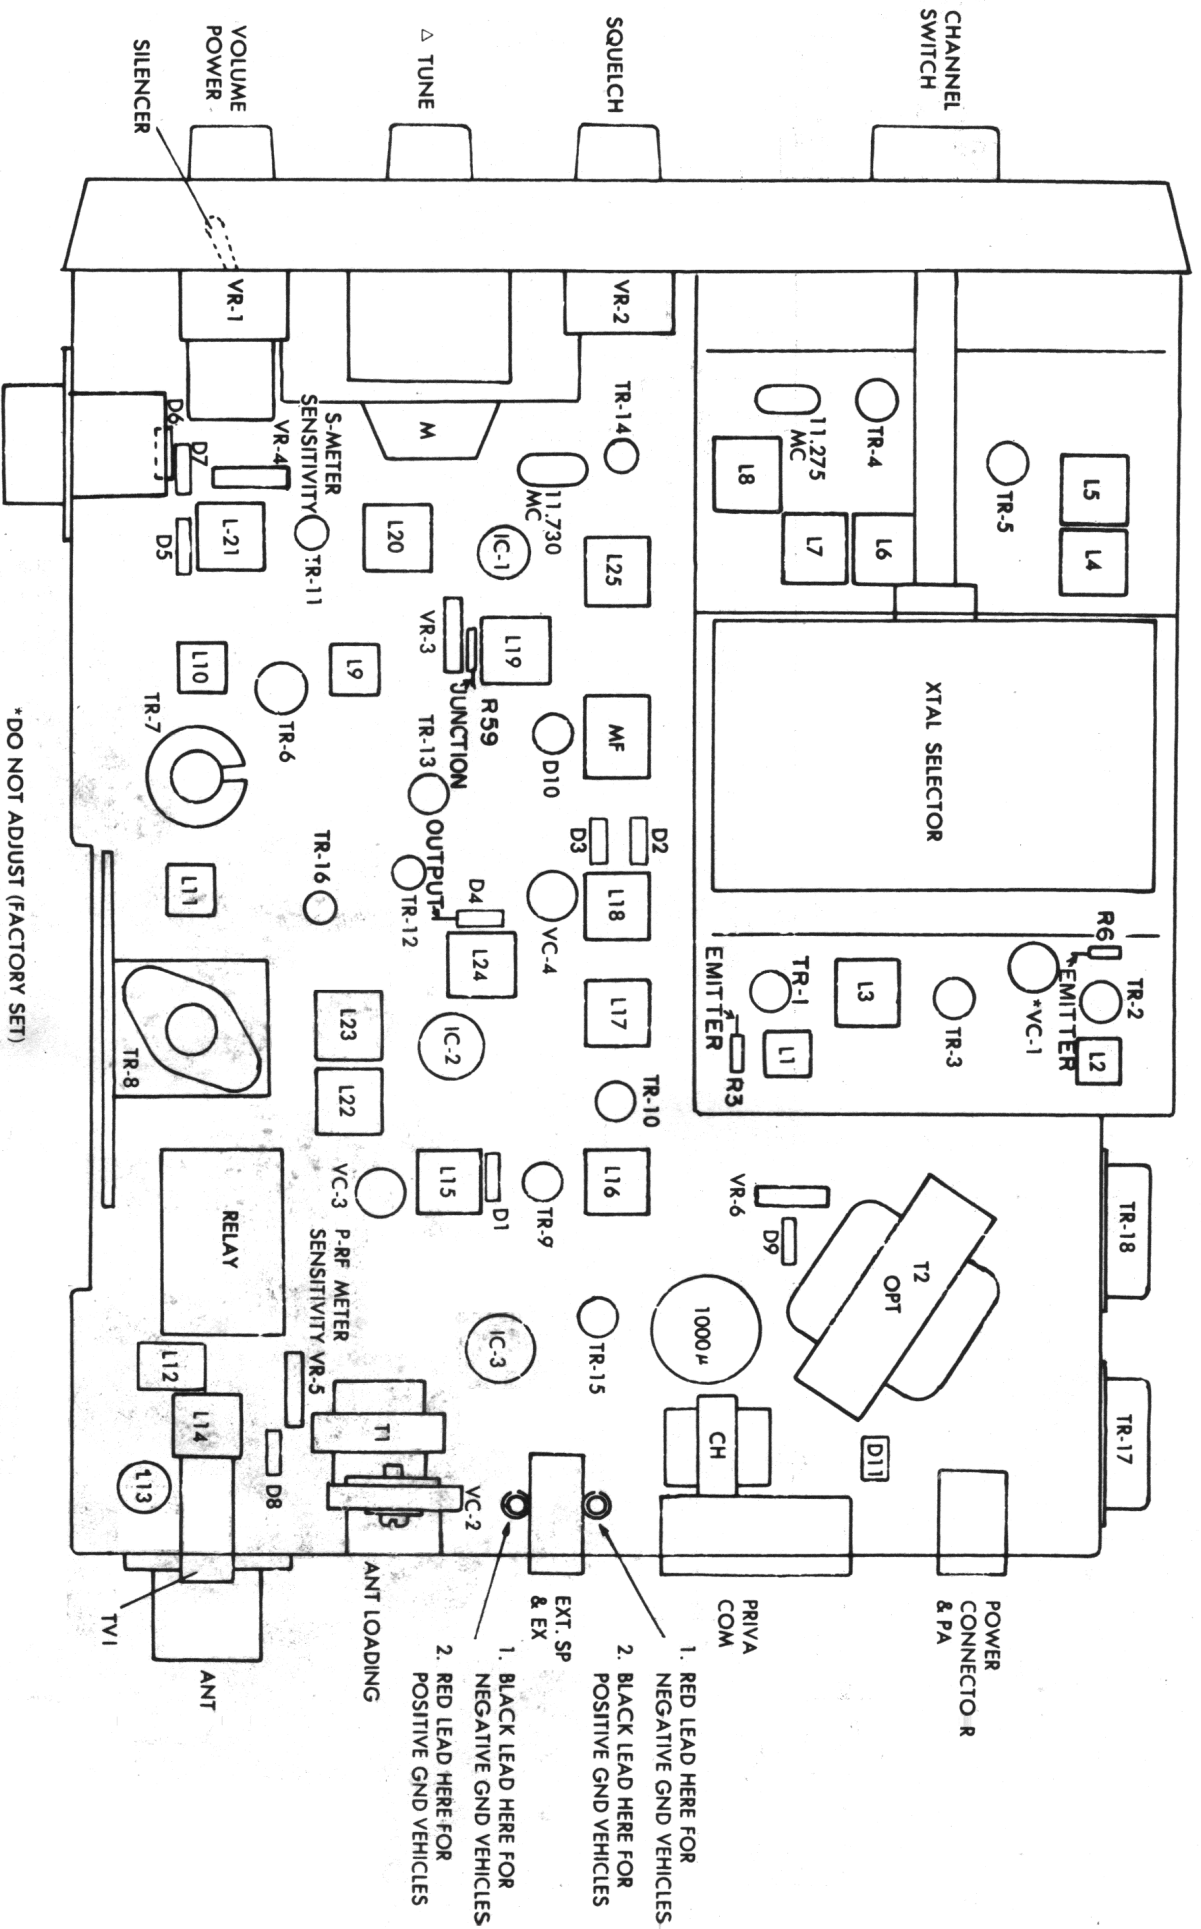 CHANNEL
SWITCH
SQUELCH
△ TUNE
VOLUME
POWER
SILENCER
VR-2
VR-1
TR-4
11.275
MC
TR-5
L5
L4
L8
L7
L6
TR-14
M
11.730
MC
S-METER
SENSITIVITY
VR-4
D6
D7
D5
L-21
TR-11
L20
IC-1
L25
XTAL SELECTOR
VR-3
L19
R59
JUNCTION
L10
L9
TR-6
TR-7
TR-13
D10
MF
D3
D2
L18
VC-4
OUTPUT
D4
L24
TR-12
TR-16
L11
TR-8
L23
L22
IC-2
L17
TR-10
R6
EMITTER
TR-2
*VC-1
L2
TR-3
L3
TR-1
EMITTER
L1
R3
L16
TR-9
D1
L15
VC-3
RELAY
P-RF METER
SENSITIVITY VR-5
VR-6
D9
T2
OPT
TR-18
TR-17
1000μ
TR-15
IC-3
CH
D11
L12
L14
L13
D8
T1
VC-2
POWER
CONNECTO R
& PA
PRIVA
COM
EXT. SP
& EX
ANT LOADING
ANT
TVI
1. RED LEAD HERE FOR
NEGATIVE GND VEHICLES
2. BLACK LEAD HERE FOR
POSITIVE GND VEHICLES
1. BLACK LEAD HERE FOR
NEGATIVE GND VEHICLES
2. RED LEAD HERE FOR
POSITIVE GND VEHICLES
*DO NOT ADJUST (FACTORY SET)